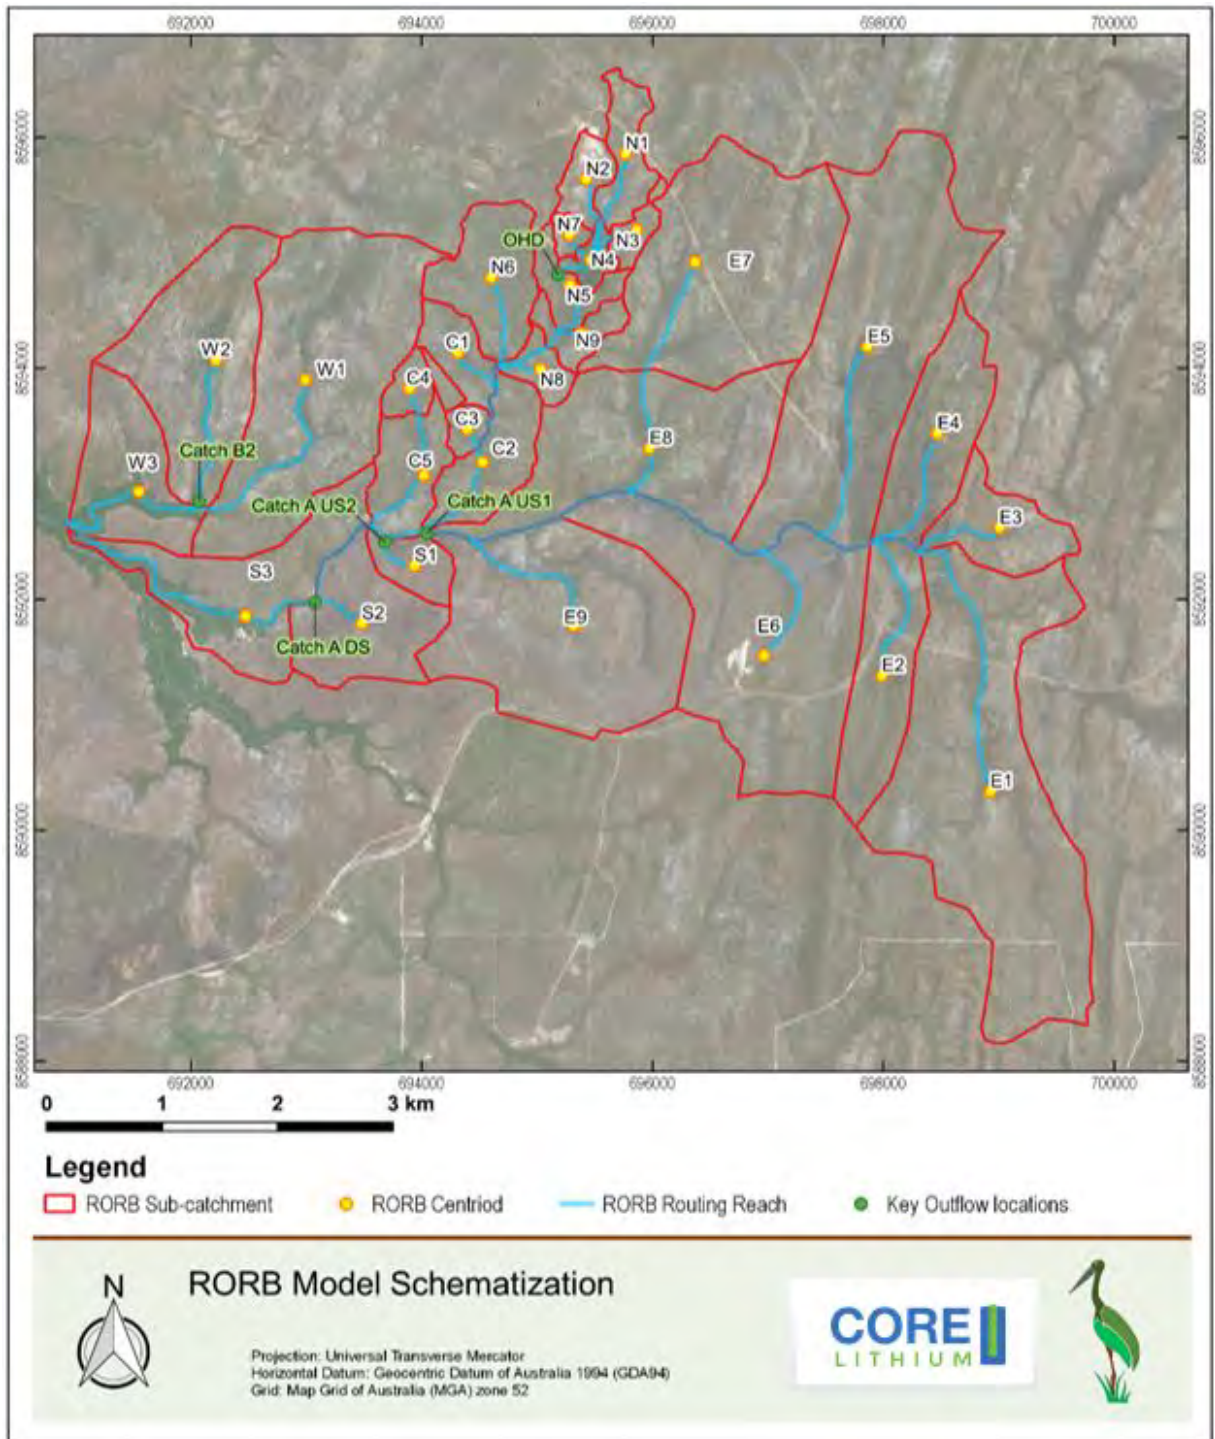 692000 694000 696000 698000 700000
8596000 8596000
N1
N2
N7
N3
OHD
N4
E7
N6
N5
C1
N9
E5
W2
W1
N8
8594000 8594000
C4
C3
E4
E8
Catch B2
W3
C5
C2
Catch A US2
Catch A US1
E3
S1
S3
8592000 8592000
S2
E9
E6
Catch A DS
E2
E1
8590000 8590000
8588000 8588000
692000 694000 696000 698000 700000
0 1 2 3 km
Legend
RORB Sub-catchment RORB Centriod RORB Routing Reach Key Outflow locations
N
RORB Model Schematization
Projection: Universal Transverse Mercator
Horizontal Datum: Geocentric Datum of Australia 1994 (GDA94)
Grid: Map Grid of Australia (MGA) zone 52
CORE
LITHIUM